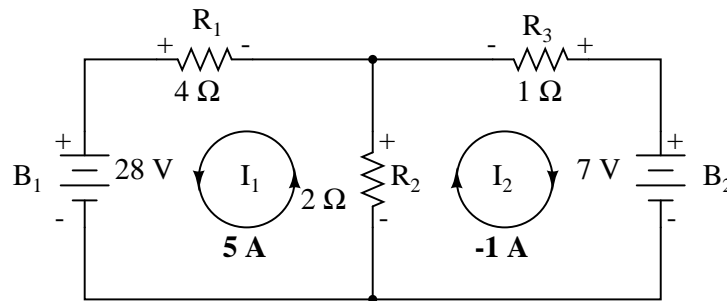 R1
R3
+ -
- +
4 Ω
1 Ω
+
+
+
28 V
7 V
B1
I1
R2
I2
B2
2 Ω
-
-
-
5 A
-1 A